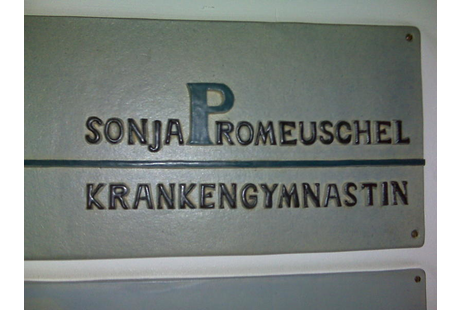 SONJA PROMEUSCHEL
KRANKENGYMNASTIN